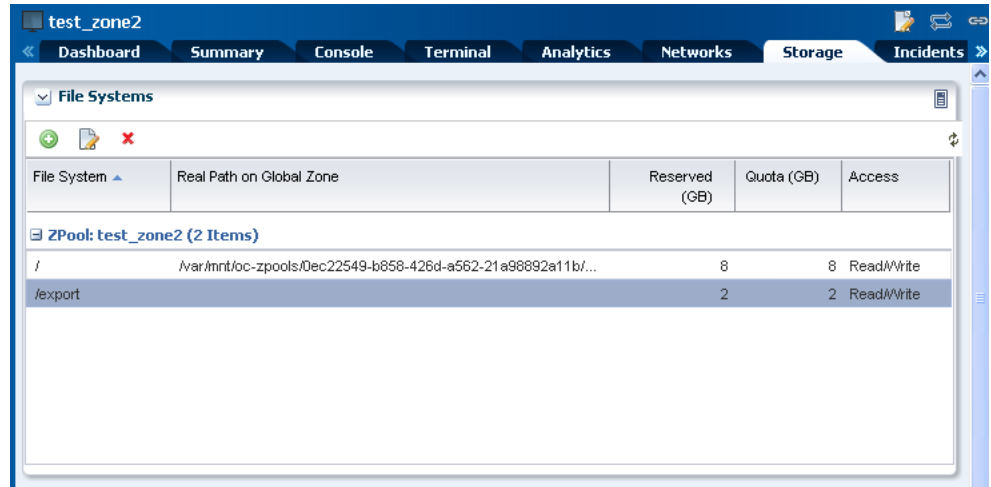 test_zone2
Dashboard Summary Console Terminal Analytics Networks Storage Incidents
File Systems
File System Real Path on Global Zone Reserved (GB) Quota (GB) Access
ZPool: test_zone2 (2 Items)
/ /var/mnt/oc-zpools/0ec22549-b858-426d-a562-21a98892a11b/... 8 8 Read/Write
/export 2 2 Read/Write